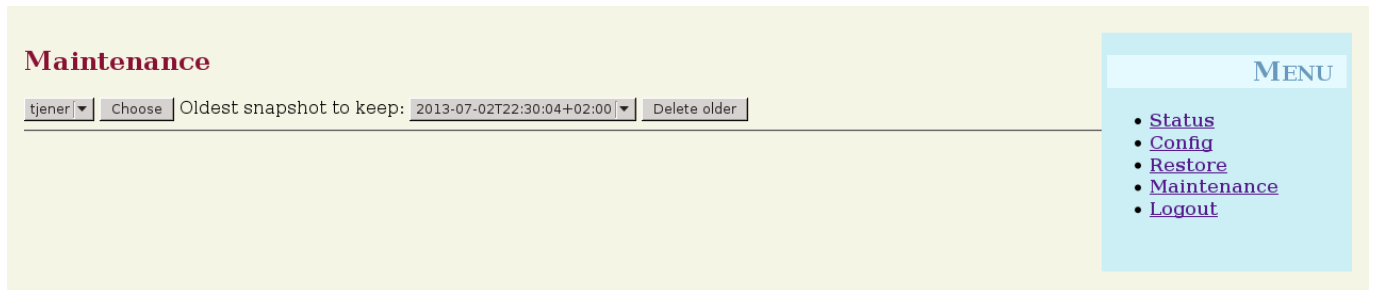 Maintenance
tjener Choose Oldest snapshot to keep: 2013-07-02T22:30:04+02:00 Delete older
MENU
Status
Config
Restore
Maintenance
Logout